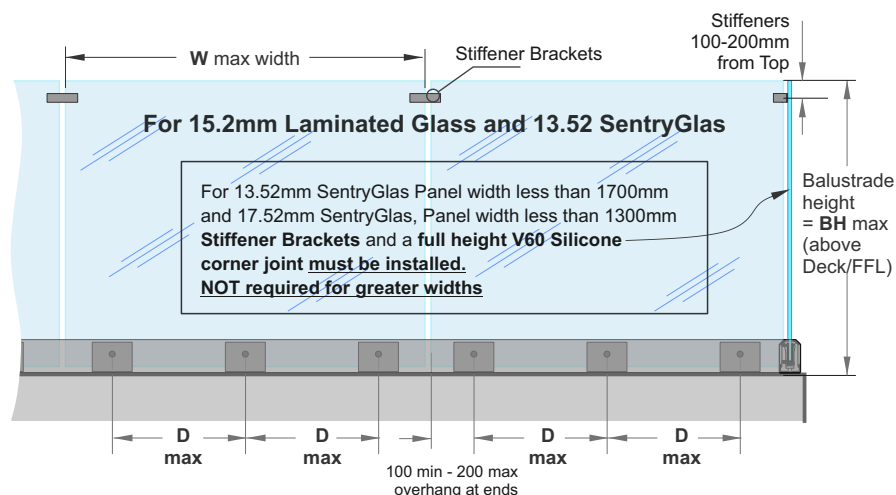 Stiffeners
100-200mm
from Top
W max width
Stiffener Brackets
For 15.2mm Laminated Glass and 13.52 SentryGlas
For 13.52mm SentryGlas Panel width less than 1700mm
and 17.52mm SentryGlas, Panel width less than 1300mm
Stiffener Brackets and a full height V60 Silicone
corner joint must be installed.
NOT required for greater widths
Balustrade
height
= BH max
(above
Deck/FFL)
D
max
D
max
D
max
D
max
100 min - 200 max
overhang at ends